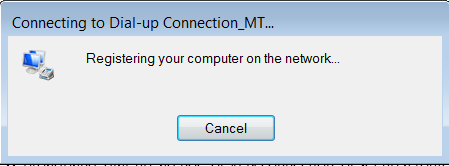 Connecting to Dial-up Connection_MT...
Registering your computer on the network...
Cancel